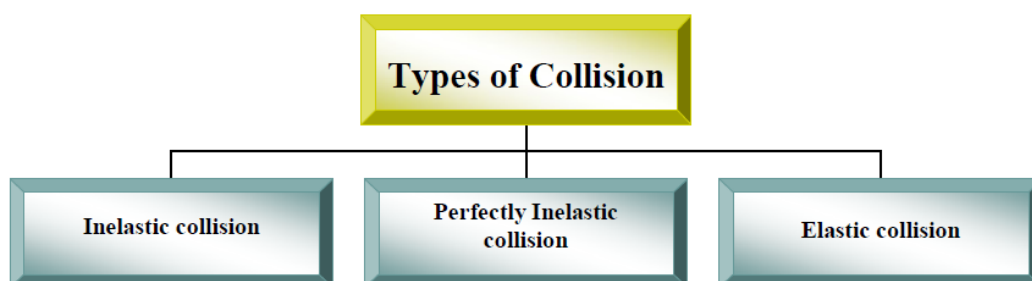 Types of Collision
Inelastic collision
Perfectly Inelastic
collision
Elastic collision